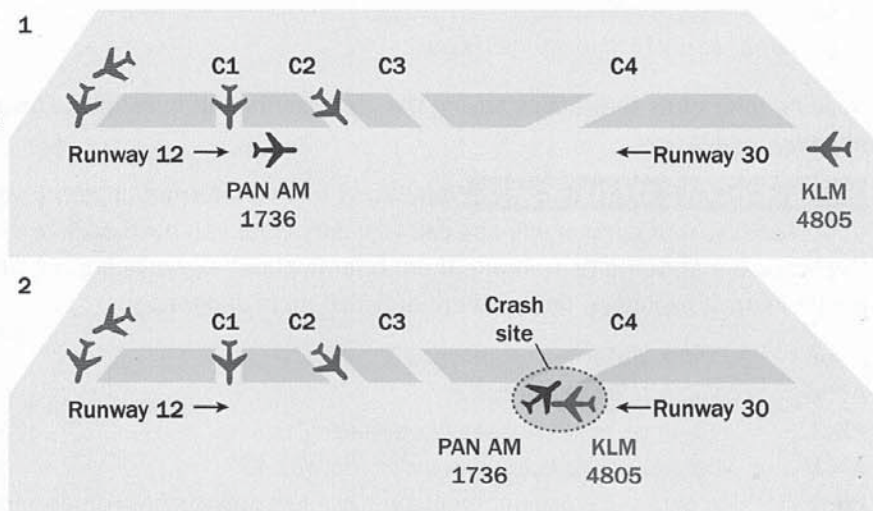 1
C1 C2 C3 C4
Runway 12 → ← Runway 30
PAN AM
1736
KLM
4805
2
Crash
site
C1 C2 C3 C4
Runway 12 → ← Runway 30
PAN AM
1736
KLM
4805